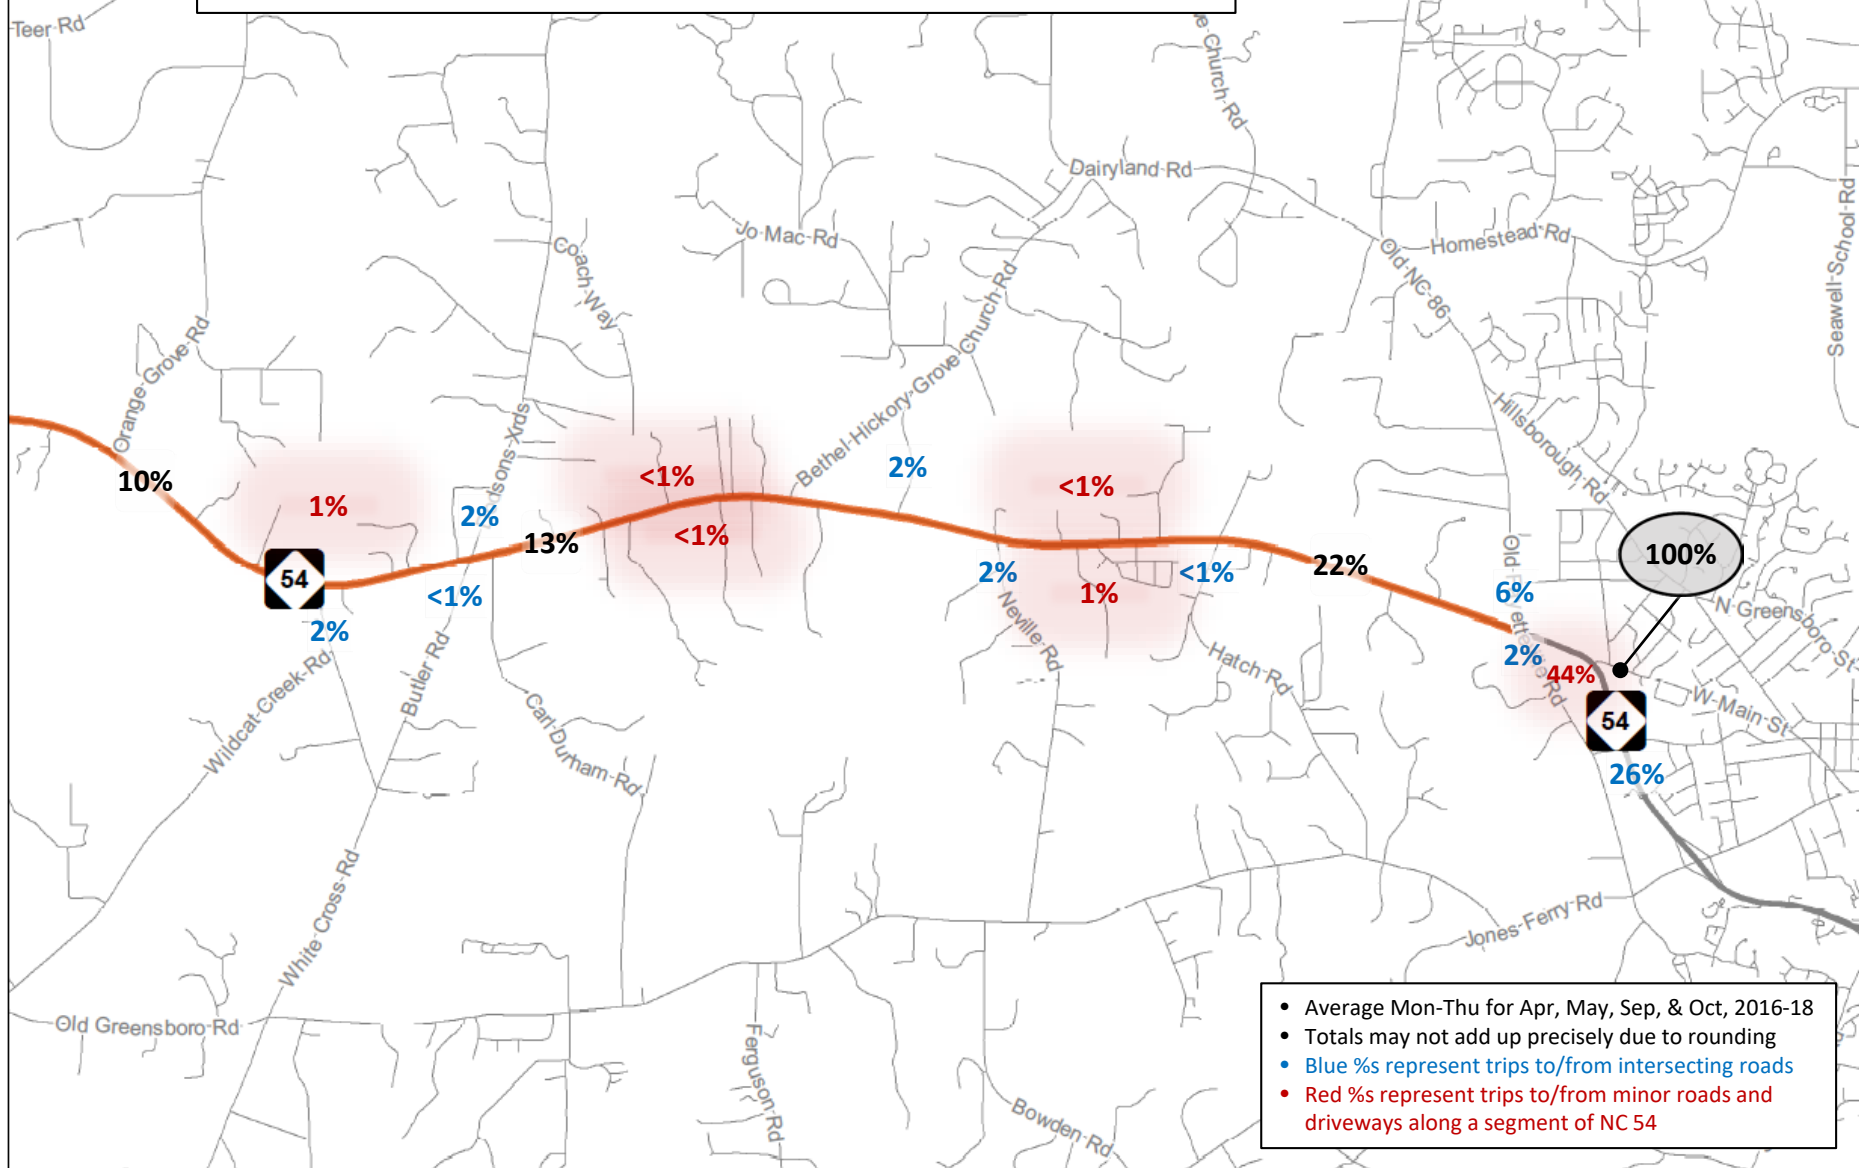 Teer Rd
ve Church Rd
Dairyland Rd
Jo Mac Rd
Homestead Rd
Seawell School Rd
Coach Way
Old NC 86
Orange Grove Rd
Bethel-Hickory Grove Church Rd
Hillsborough Rd
dsons Xrds
10%
1%
2%
<1%
13%
<1%
<1%
2%
<1%
2%
<1%
1%
22%
6%
100%
54
2%
Old
ette
Rd
2%
44%
N Greensboro St
Neville Rd
Hatch Rd
W Main St
54
26%
Butler Rd
Wildcat Creek Rd
Carl Durham Rd
White Cross Rd
Jones Ferry Rd
Old Greensboro Rd
Ferguson Rd
Bowden Rd
• Average Mon-Thu for Apr, May, Sep, & Oct, 2016-18
• Totals may not add up precisely due to rounding
• Blue %s represent trips to/from intersecting roads
• Red %s represent trips to/from minor roads and
driveways along a segment of NC 54